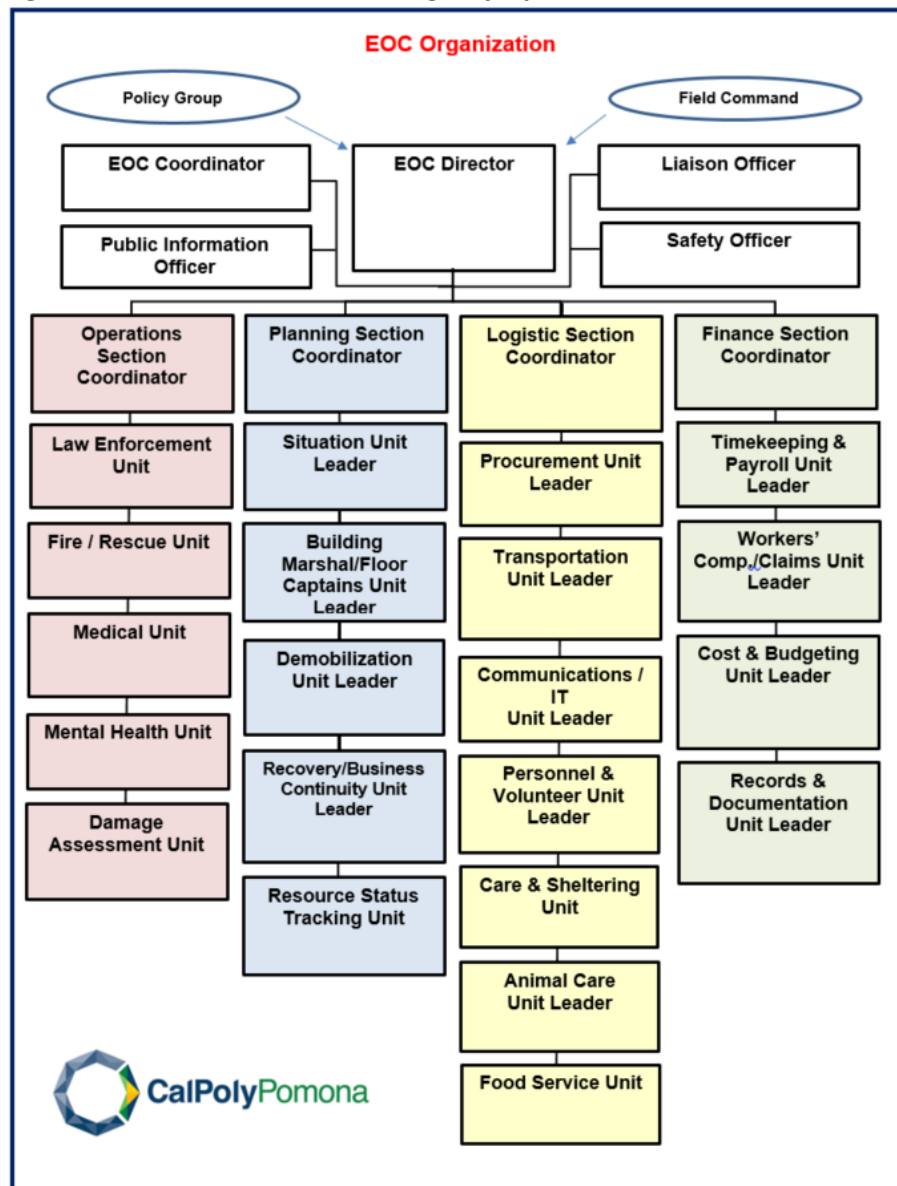 EOC Organization
Policy Group
Field Command
EOC Coordinator
EOC Director
Liaison Officer
Public Information
Officer
Safety Officer
Operations
Section
Coordinator
Law Enforcement
Unit
Fire / Rescue Unit
Medical Unit
Mental Health Unit
Damage
Assessment Unit
Planning Section
Coordinator
Situation Unit
Leader
Building
Marshal/Floor
Captains Unit
Leader
Demobilization
Unit Leader
Recovery/Business
Continuity Unit
Leader
Resource Status
Tracking Unit
Logistic Section
Coordinator
Procurement Unit
Leader
Transportation
Unit Leader
Communications /
IT
Unit Leader
Personnel &
Volunteer Unit
Leader
Care & Sheltering
Unit
Animal Care
Unit Leader
Food Service Unit
Finance Section
Coordinator
Timekeeping &
Payroll Unit
Leader
Workers'
Comp./Claims Unit
Leader
Cost & Budgeting
Unit Leader
Records &
Documentation
Unit Leader
CalPolyPomona